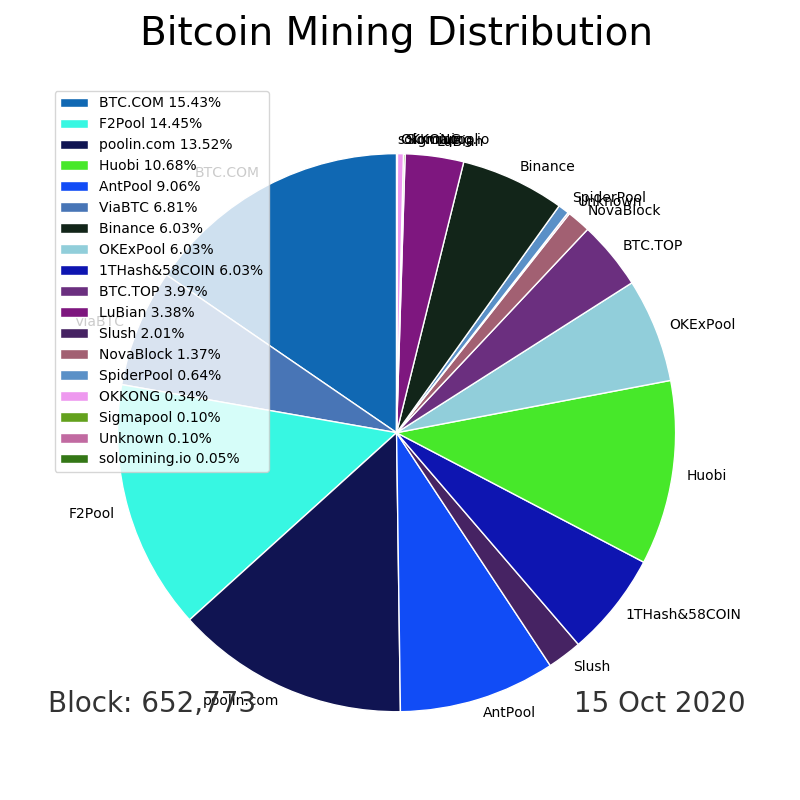 Bitcoin Mining Distribution
BTC.COM 15.43%
F2Pool 14.45%
poolin.com 13.52%
Huobi 10.68%
AntPool 9.06%
ViaBTC 6.81%
Binance 6.03%
OKExPool 6.03%
1THash&58COIN 6.03%
BTC.TOP 3.97%
LuBian 3.38%
Slush 2.01%
NovaBlock 1.37%
SpiderPool 0.64%
OKKONG 0.34%
Sigmapool 0.10%
Unknown 0.10%
solomining.io 0.05%
BTC.COM
ViaBTC
F2Pool
poolin.com
AntPool
Slush
1THash&58COIN
Huobi
OKExPool
BTC.TOP
NovaBlock
Unknown
SpiderPool
Binance
LuBian
Block: 652,773
15 Oct 2020